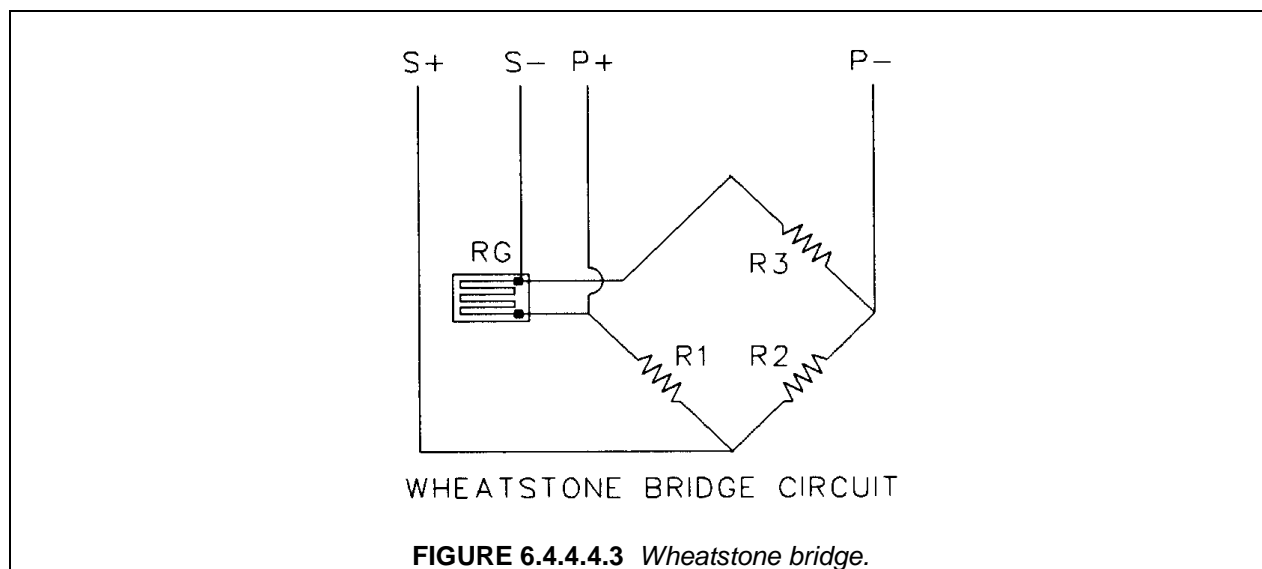 S+ S- P+ P-
RG
R3
R1 R2
WHEATSTONE BRIDGE CIRCUIT
FIGURE 6.4.4.4.3 Wheatstone bridge.